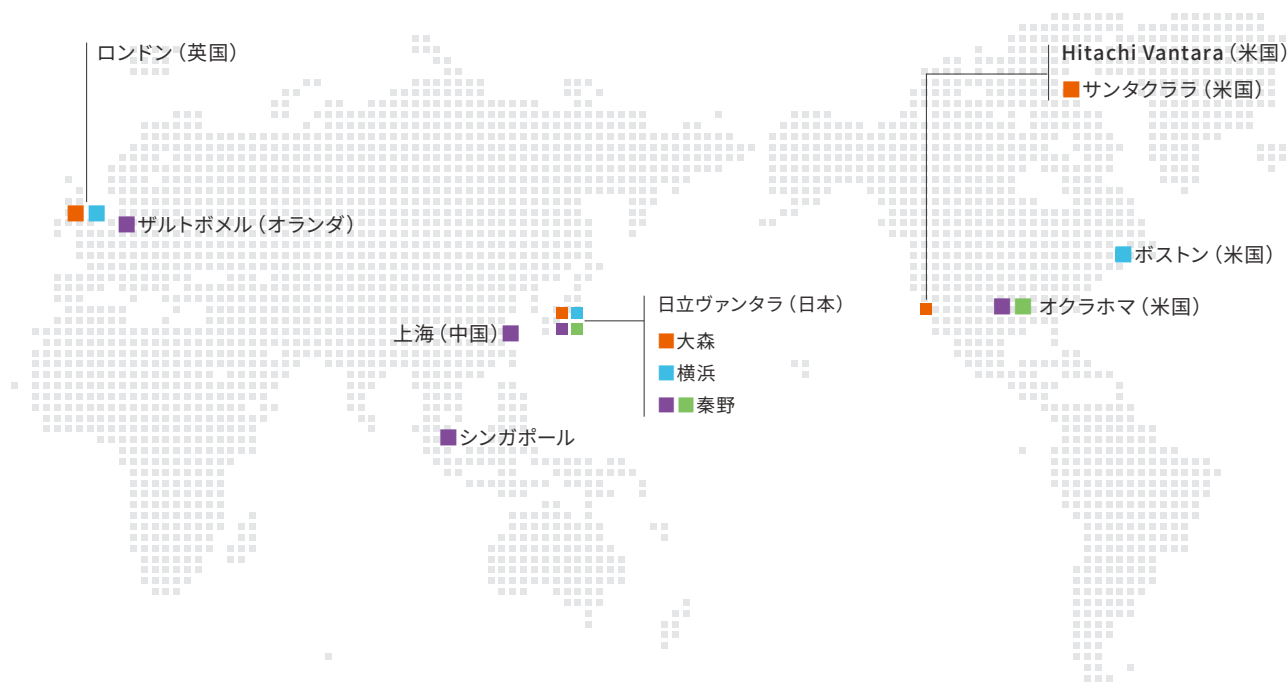 ロンドン（英国）
ザルトボメル（オランダ）
上海（中国）
シンガポール
日立ヴァンタラ（日本）
大森
横浜
秦野
Hitachi Vantara（米国）
サンタクララ（米国）
ボストン（米国）
オクラホマ（米国）